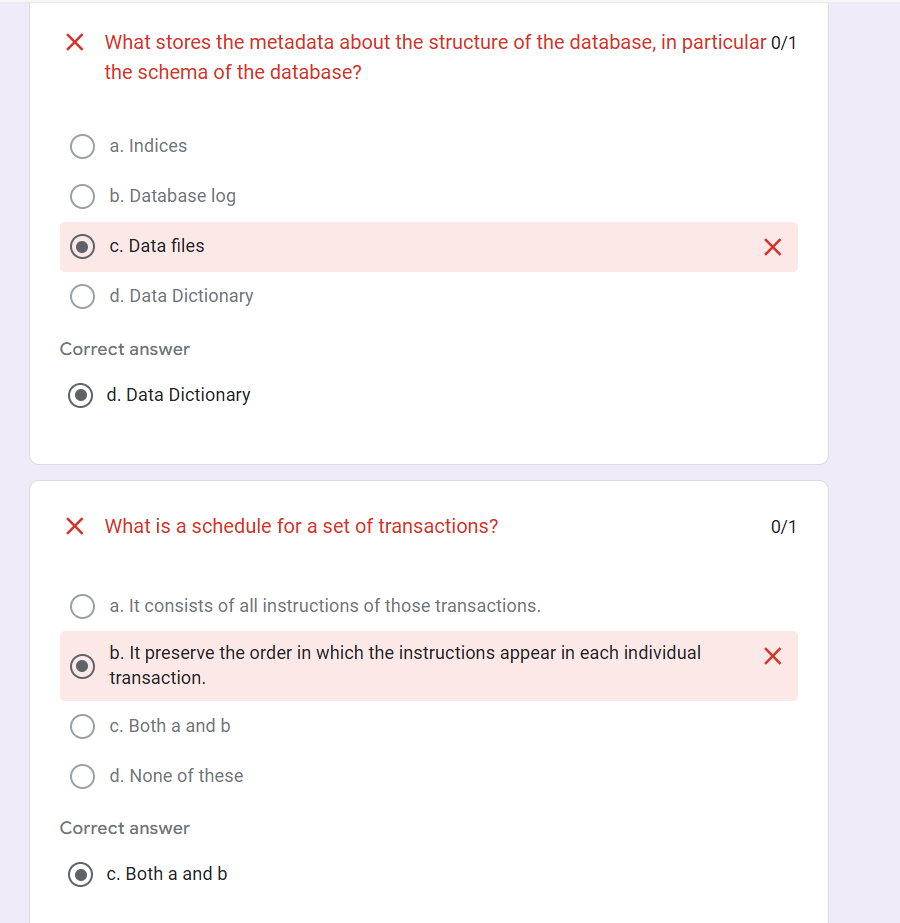 What stores the metadata about the structure of the database, in particular 0/1
the schema of the database?
a. Indices
b. Database log
c. Data files
d. Data Dictionary
Correct answer
d. Data Dictionary
What is a schedule for a set of transactions? 0/1
a. It consists of all instructions of those transactions.
b. It preserve the order in which the instructions appear in each individual
transaction.
c. Both a and b
d. None of these
Correct answer
c. Both a and b